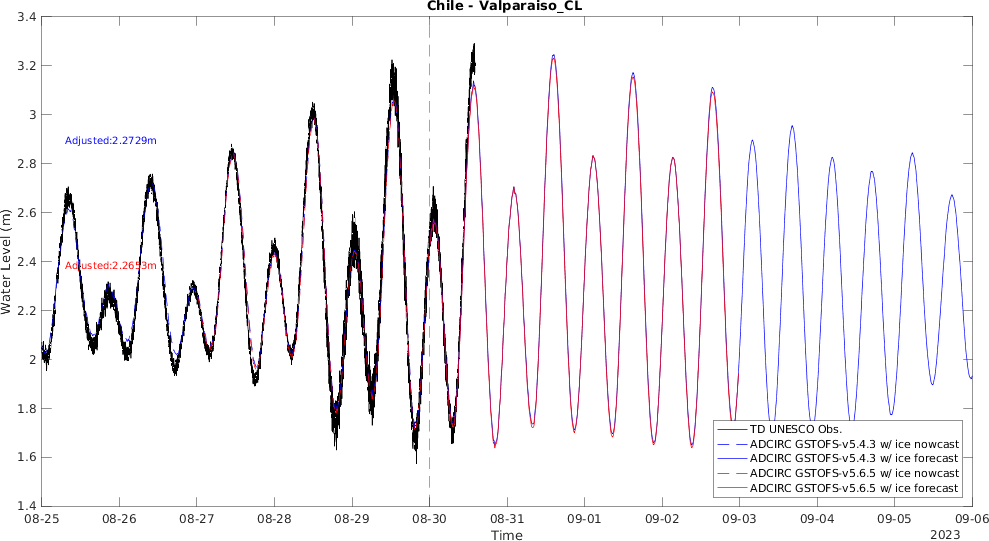 Chile - Valparaiso_CL
3.4
3.2
3
2.8
2.6
2.4
2.2
2
1.8
1.6
1.4
Water Level (m)
Adjusted:2.2729m
Adjusted:2.2653m
TD UNESCO Obs.
ADCIRC GSTOFS-v5.4.3 w/ ice nowcast
ADCIRC GSTOFS-v5.4.3 w/ ice forecast
ADCIRC GSTOFS-v5.6.5 w/ ice nowcast
ADCIRC GSTOFS-v5.6.5 w/ ice forecast
08-25 08-26 08-27 08-28 08-29 08-30 08-31 09-01 09-02 09-03 09-04 09-05 09-06
Time
2023